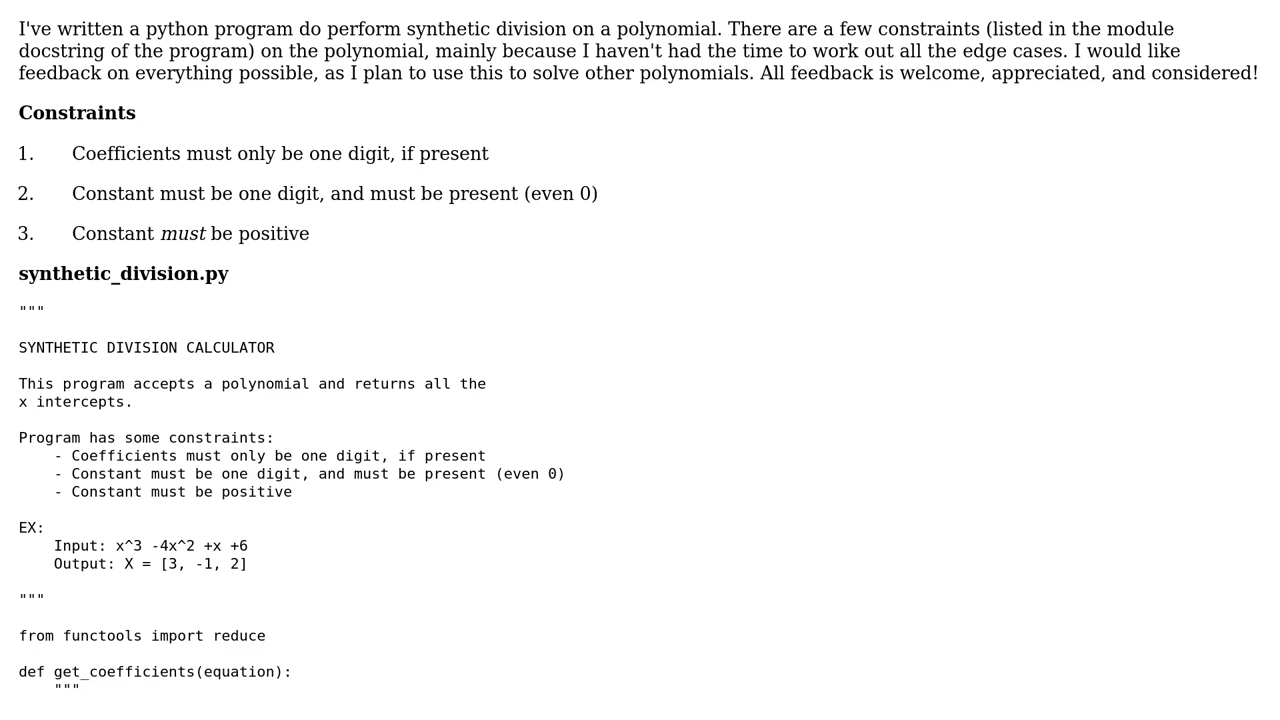 I've written a python program do perform synthetic division on a polynomial. There are a few constraints (listed in the module
docstring of the program) on the polynomial, mainly because I haven't had the time to work out all the edge cases. I would like
feedback on everything possible, as I plan to use this to solve other polynomials. All feedback is welcome, appreciated, and considered!
Constraints
1. Coefficients must only be one digit, if present
2. Constant must be one digit, and must be present (even 0)
3. Constant must be positive
synthetic_division.py
"""
SYNTHETIC DIVISION CALCULATOR
This program accepts a polynomial and returns all the
x intercepts.
Program has some constraints:
    - Coefficients must only be one digit, if present
    - Constant must be one digit, and must be present (even 0)
    - Constant must be positive
EX:
    Input: x^3 -4x^2 +x +6
    Output: X = [3, -1, 2]
"""
from functools import reduce
def get_coefficients(equation):
    """